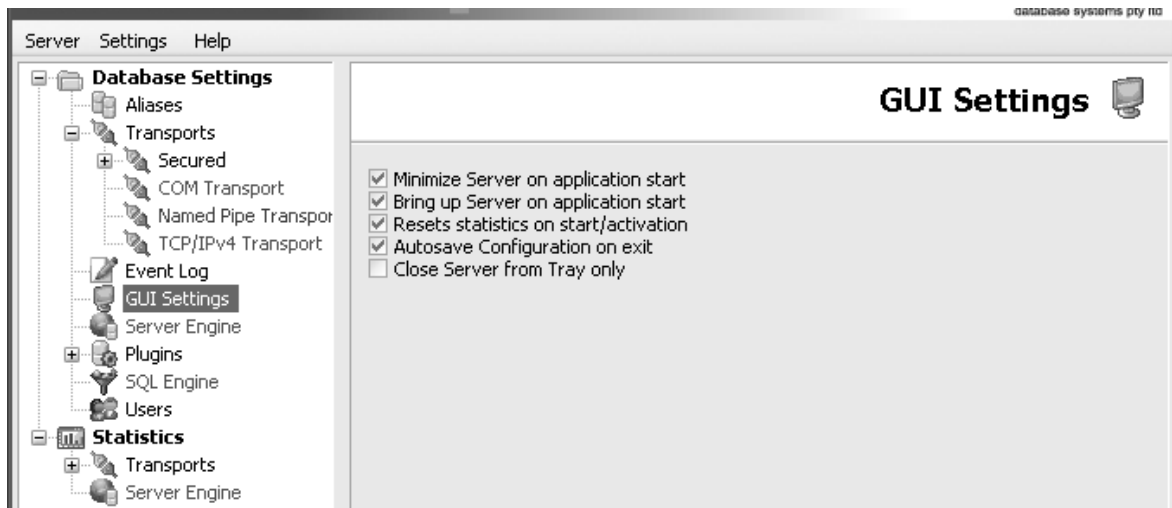 database systems pty ltd
Server Settings Help
Database Settings
Aliases
Transports
Secured
COM Transport
Named Pipe Transpor
TCP/IPv4 Transport
Event Log
GUI Settings
Server Engine
Plugins
SQL Engine
Users
Statistics
Transports
Server Engine
GUI Settings
Minimize Server on application start
Bring up Server on application start
Resets statistics on start/activation
Autosave Configuration on exit
Close Server from Tray only